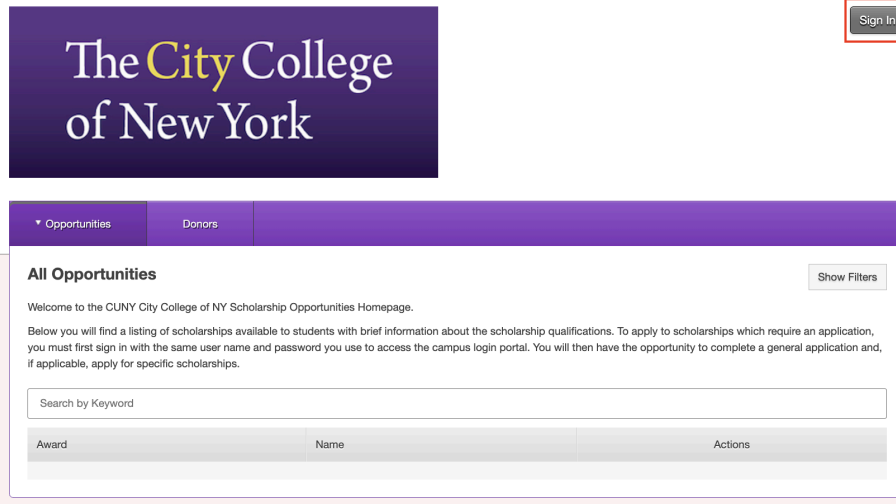 The City College
of New York
Sign In
Opportunities
Donors
All Opportunities
Show Filters
Welcome to the CUNY City College of NY Scholarship Opportunities Homepage.
Below you will find a listing of scholarships available to students with brief information about the scholarship qualifications. To apply to scholarships which require an application,
you must first sign in with the same user name and password you use to access the campus login portal. You will then have the opportunity to complete a general application and,
if applicable, apply for specific scholarships.
Search by Keyword
Award Name Actions